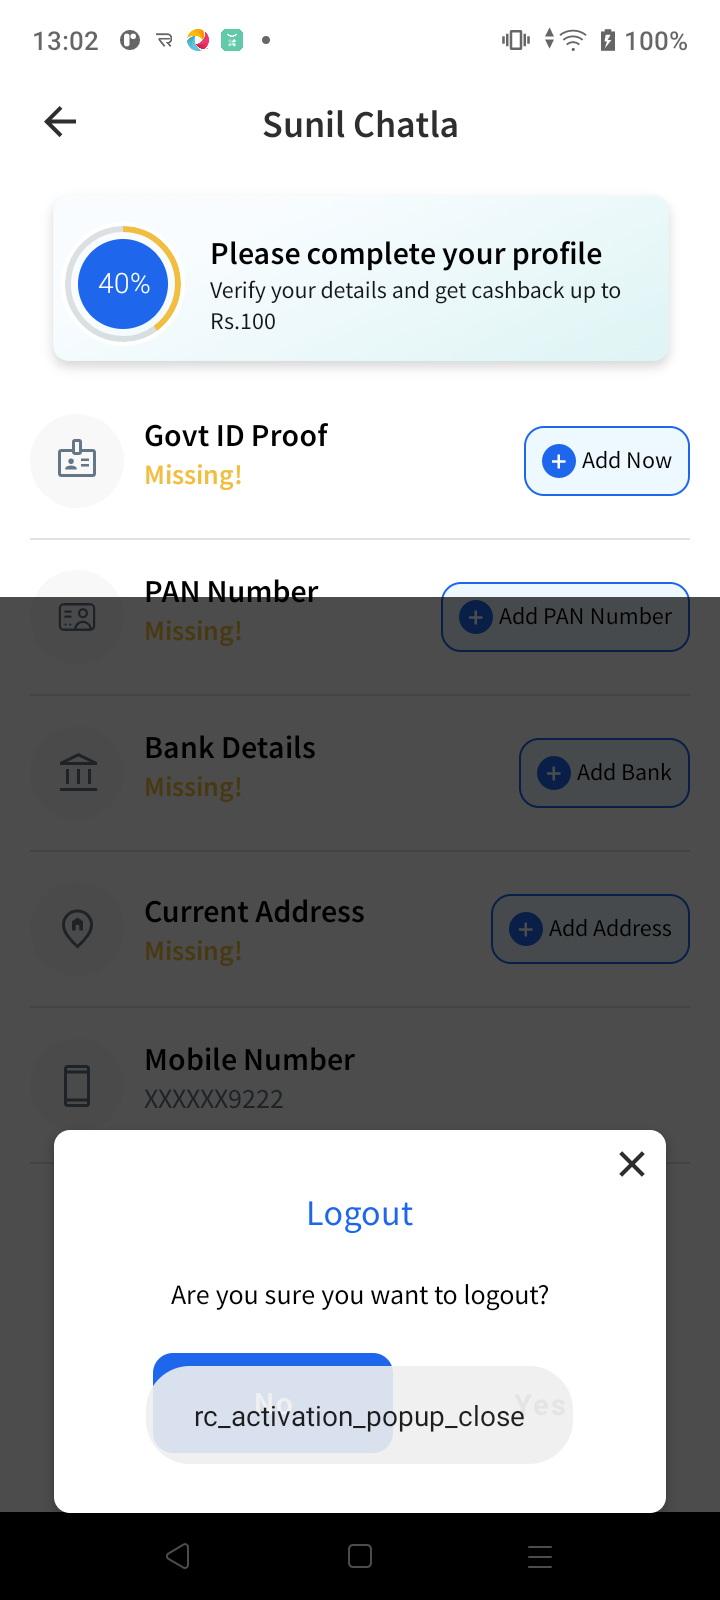 13:02
100%
Sunil Chatla
40%
Please complete your profile
Verify your details and get cashback up to
Rs.100
Govt ID Proof
Missing!
Add Now
PAN Number
Missing!
Add PAN Number
Bank Details
Missing!
Add Bank
Current Address
Missing!
Add Address
Mobile Number
XXXXXX9222
Logout
Are you sure you want to logout?
No
Yes
rc_activation_popup_close